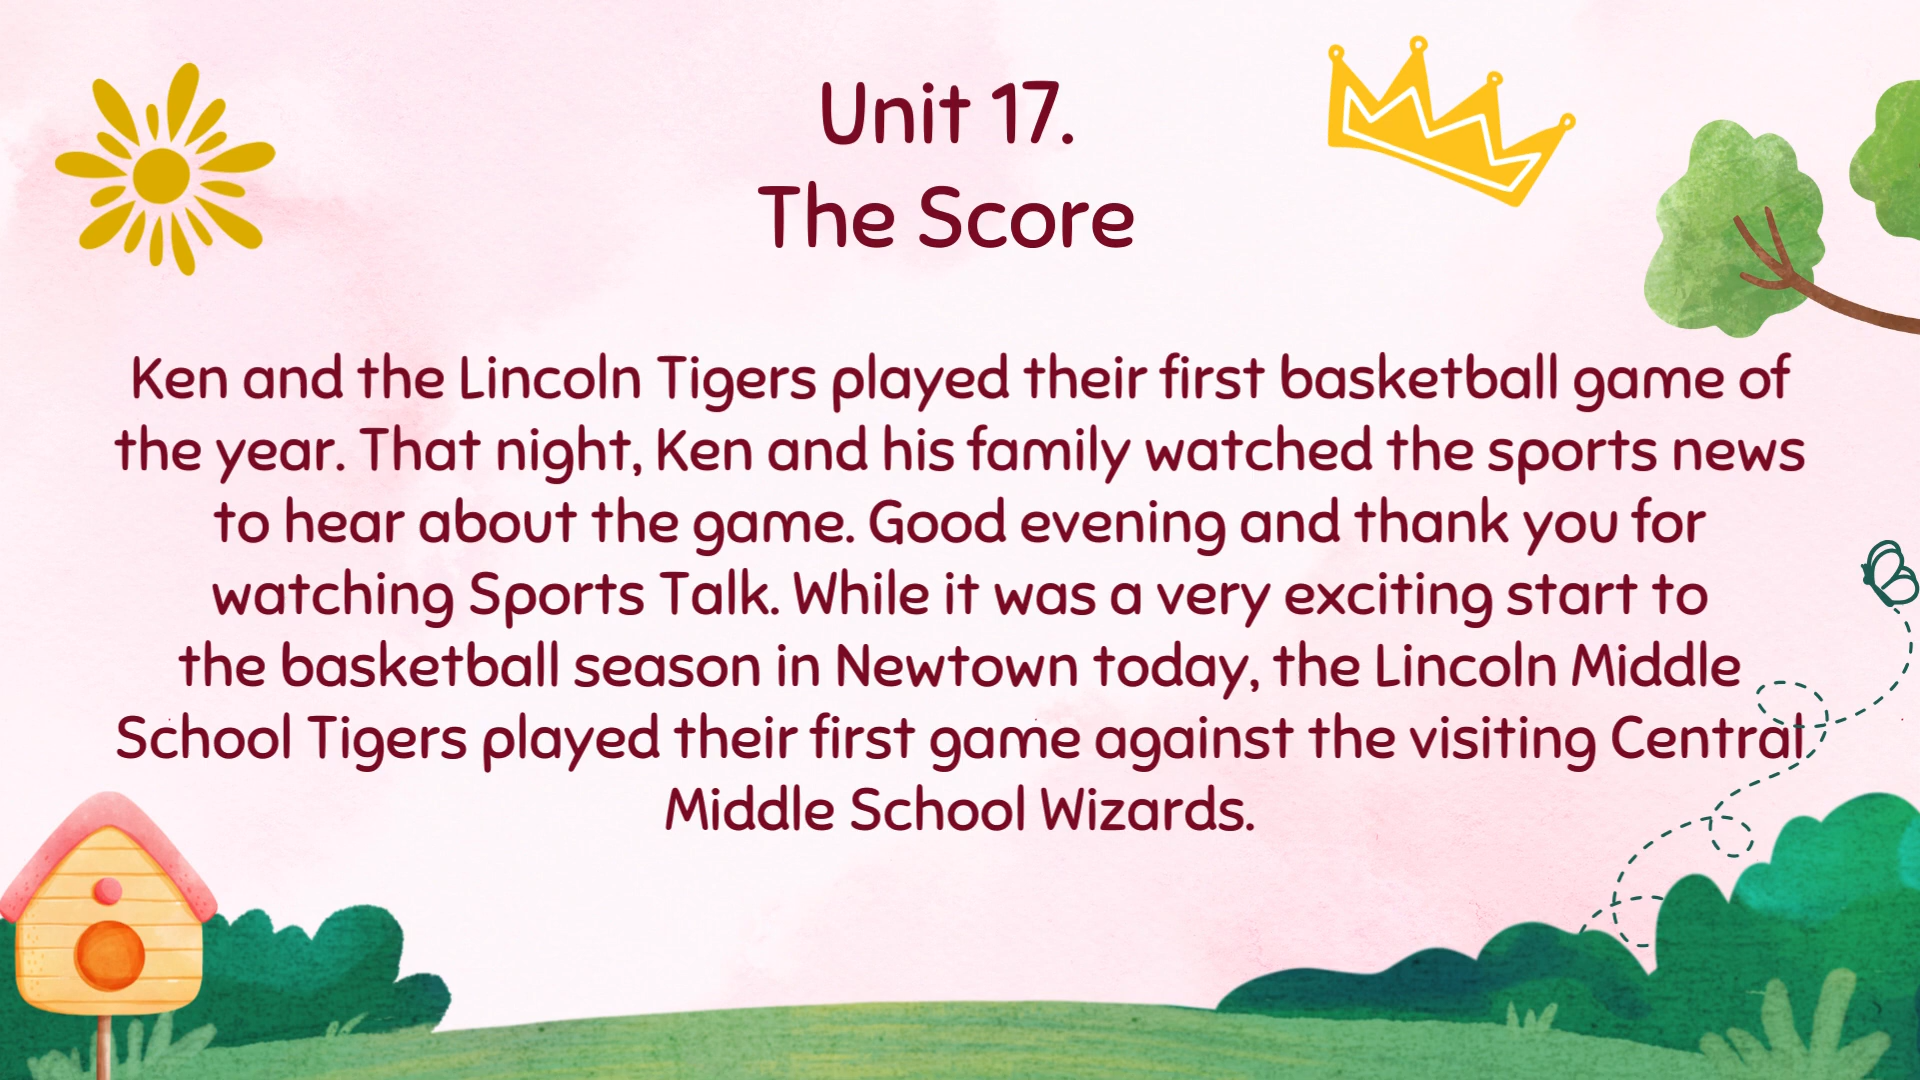 Unit 17.
The Score
Ken and the Lincoln Tigers played their first basketball game of
the year. That night, Ken and his family watched the sports news
to hear about the game. Good evening and thank you for
watching Sports Talk. While it was a very exciting start to
the basketball season in Newtown today, the Lincoln Middle
School Tigers played their first game against the visiting Central
Middle School Wizards.